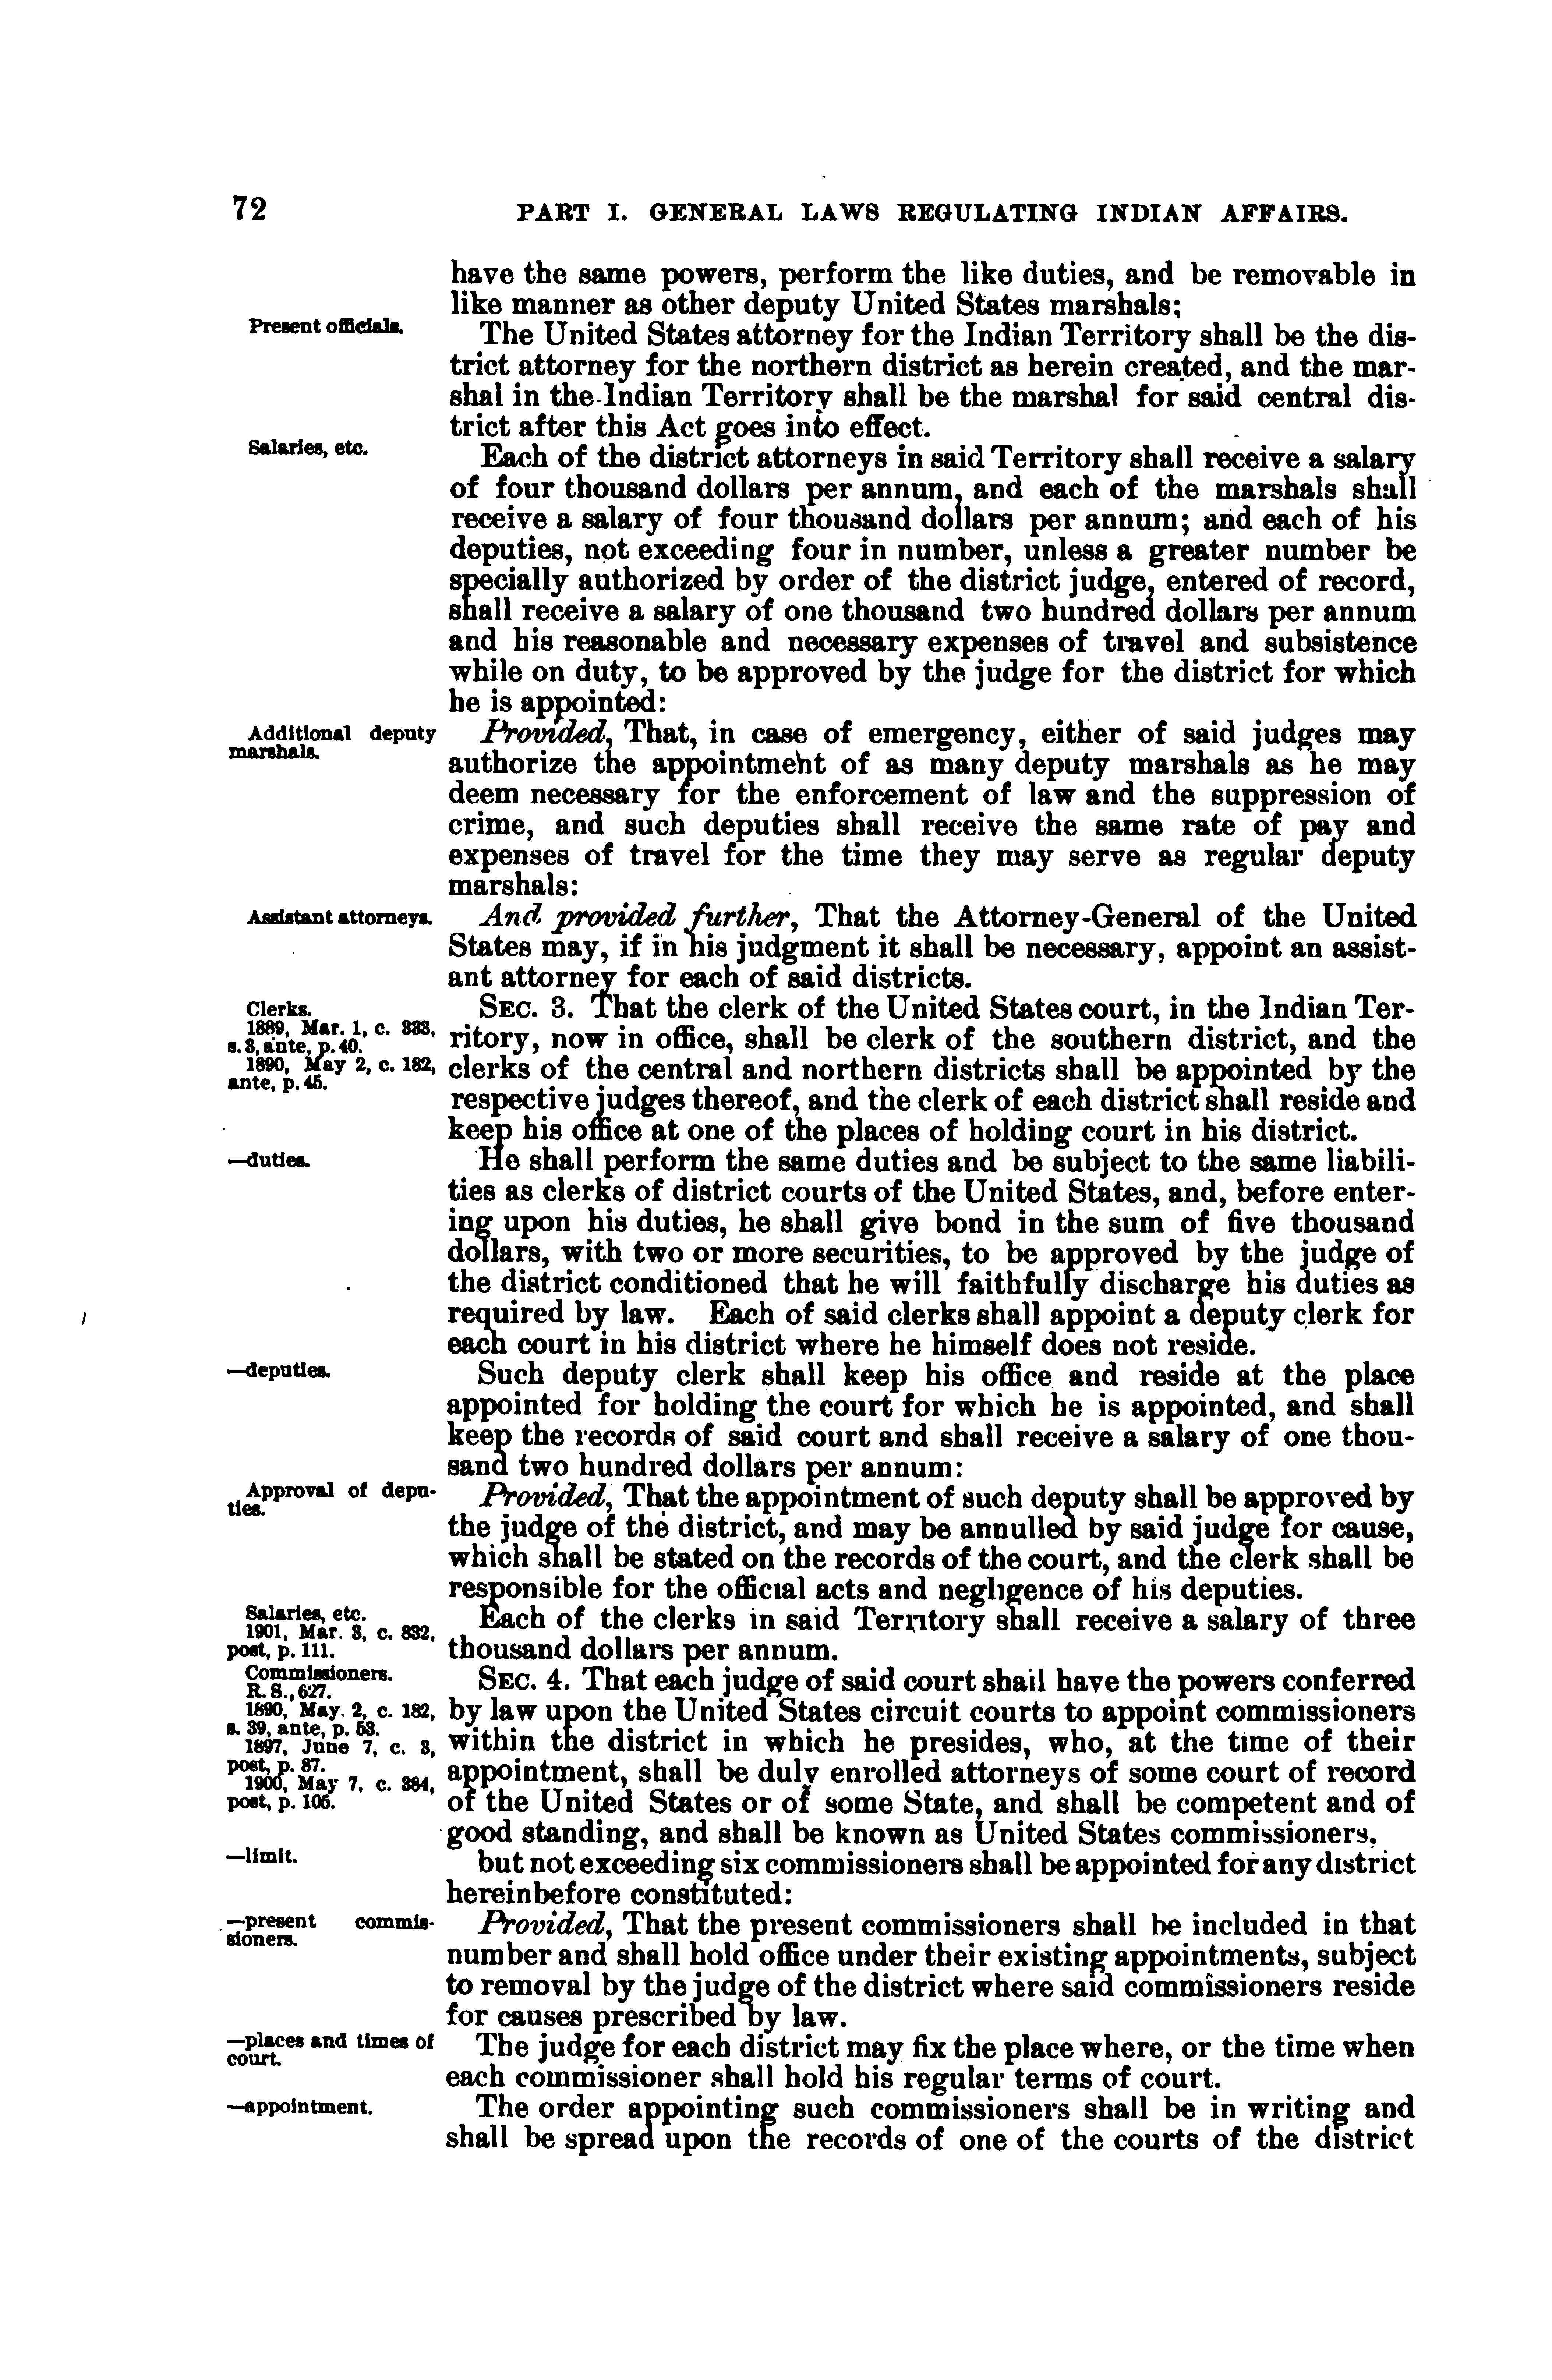 72 PART I. GENERAL LAWS REGULATING INDIAN AFFAIRS.
have the same powers, perform the like duties, and be removable in
like manner as other deputy United States marshals;
Present officials.
The United States attorney for the Indian Territory shall be the dis-
trict attorney for the northern district as herein created, and the mar-
shal in the Indian Territory shall be the marshal for said central dis-
trict after this Act goes into effect.
Salaries, etc.
Each of the district attorneys in said Territory shall receive a salary
of four thousand dollars per annum, and each of the marshals shall
receive a salary of four thousand dollars per annum; and each of his
deputies, not exceeding four in number, unless a greater number be
specially authorized by order of the district judge, entered of record,
shall receive a salary of one thousand two hundred dollars per annum
and his reasonable and necessary expenses of travel and subsistence
while on duty, to be approved by the judge for the district for which
he is appointed:
Additional deputy
marshals.
Provided, That, in case of emergency, either of said judges may
authorize the appointment of as many deputy marshals as he may
deem necessary for the enforcement of law and the suppression of
crime, and such deputies shall receive the same rate of pay and
expenses of travel for the time they may serve as regular deputy
marshals:
Assistant attorneys.
And provided further, That the Attorney-General of the United
States may, if in his judgment it shall be necessary, appoint an assist-
ant attorney for each of said districts.
Clerks.
1889, Mar. 1, c. 333,
s. 3, ante, p. 40.
1890, May 2, c. 182,
ante, p. 45.
SEC. 3. That the clerk of the United States court, in the Indian Ter-
ritory, now in office, shall be clerk of the southern district, and the
clerks of the central and northern districts shall be appointed by the
respective judges thereof, and the clerk of each district shall reside and
keep his office at one of the places of holding court in his district.
—duties.
He shall perform the same duties and be subject to the same liabili-
ties as clerks of district courts of the United States, and, before enter-
ing upon his duties, he shall give bond in the sum of five thousand
dollars, with two or more securities, to be approved by the judge of
the district conditioned that he will faithfully discharge his duties as
required by law. Each of said clerks shall appoint a deputy clerk for
each court in his district where he himself does not reside.
—deputies.
Such deputy clerk shall keep his office and reside at the place
appointed for holding the court for which he is appointed, and shall
keep the records of said court and shall receive a salary of one thou-
sand two hundred dollars per annum:
Approval of depu-
ties.
Provided, That the appointment of such deputy shall be approved by
the judge of the district, and may be annulled by said judge for cause,
which shall be stated on the records of the court, and the clerk shall be
responsible for the official acts and negligence of his deputies.
Salaries, etc.
1901, Mar. 3, c. 832,
post, p. 111.
Each of the clerks in said Territory shall receive a salary of three
thousand dollars per annum.
Commissioners.
R. S., 627.
1890, May. 2, c. 182,
s. 39, ante, p. 53.
1897, June 7, c. 3,
post, p. 87.
1900, May 7, c. 384,
post, p. 105.
SEC. 4. That each judge of said court shall have the powers conferred
by law upon the United States circuit courts to appoint commissioners
within the district in which he presides, who, at the time of their
appointment, shall be duly enrolled attorneys of some court of record
of the United States or of some State, and shall be competent and of
good standing, and shall be known as United States commissioners,
—limit.
but not exceeding six commissioners shall be appointed for any district
hereinbefore constituted:
—present commis-
sioners.
Provided, That the present commissioners shall be included in that
number and shall hold office under their existing appointments, subject
to removal by the judge of the district where said commissioners reside
for causes prescribed by law.
—places and times of
court.
The judge for each district may fix the place where, or the time when
each commissioner shall hold his regular terms of court.
—appointment.
The order appointing such commissioners shall be in writing and
shall be spread upon the records of one of the courts of the district